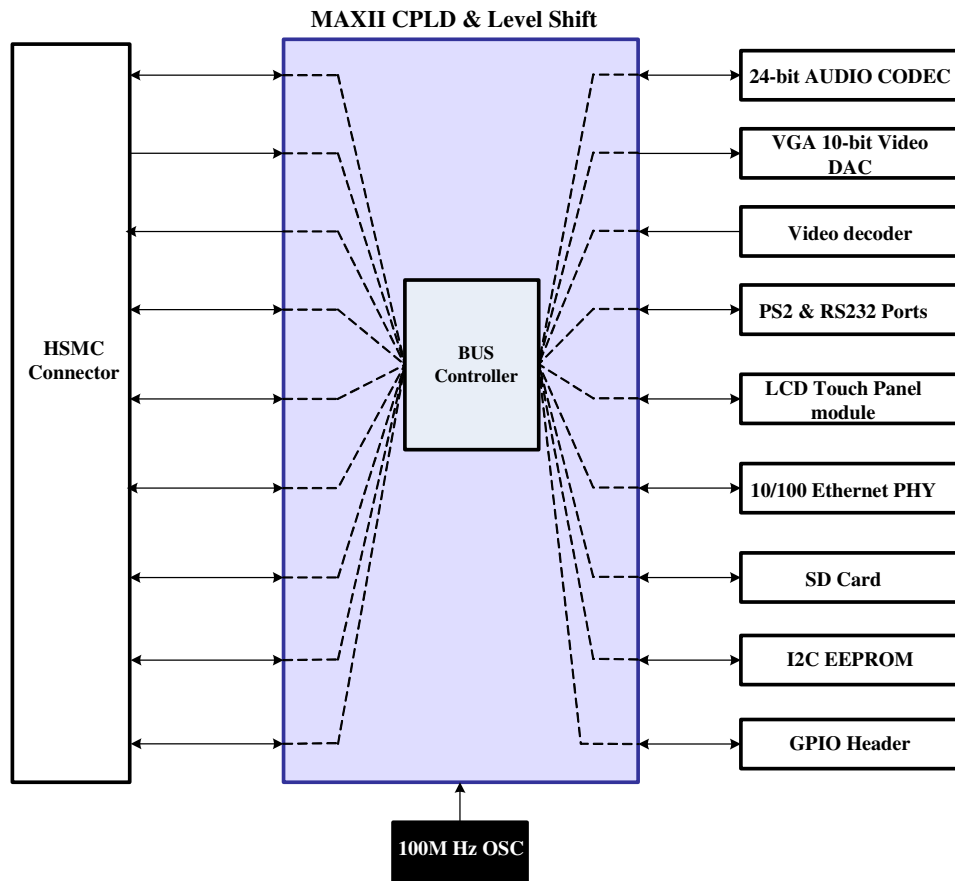 MAXII CPLD & Level Shift
HSMC
Connector
BUS
Controller
24-bit AUDIO CODEC
VGA 10-bit Video
DAC
Video decoder
PS2 & RS232 Ports
LCD Touch Panel
module
10/100 Ethernet PHY
SD Card
I2C EEPROM
GPIO Header
100M Hz OSC